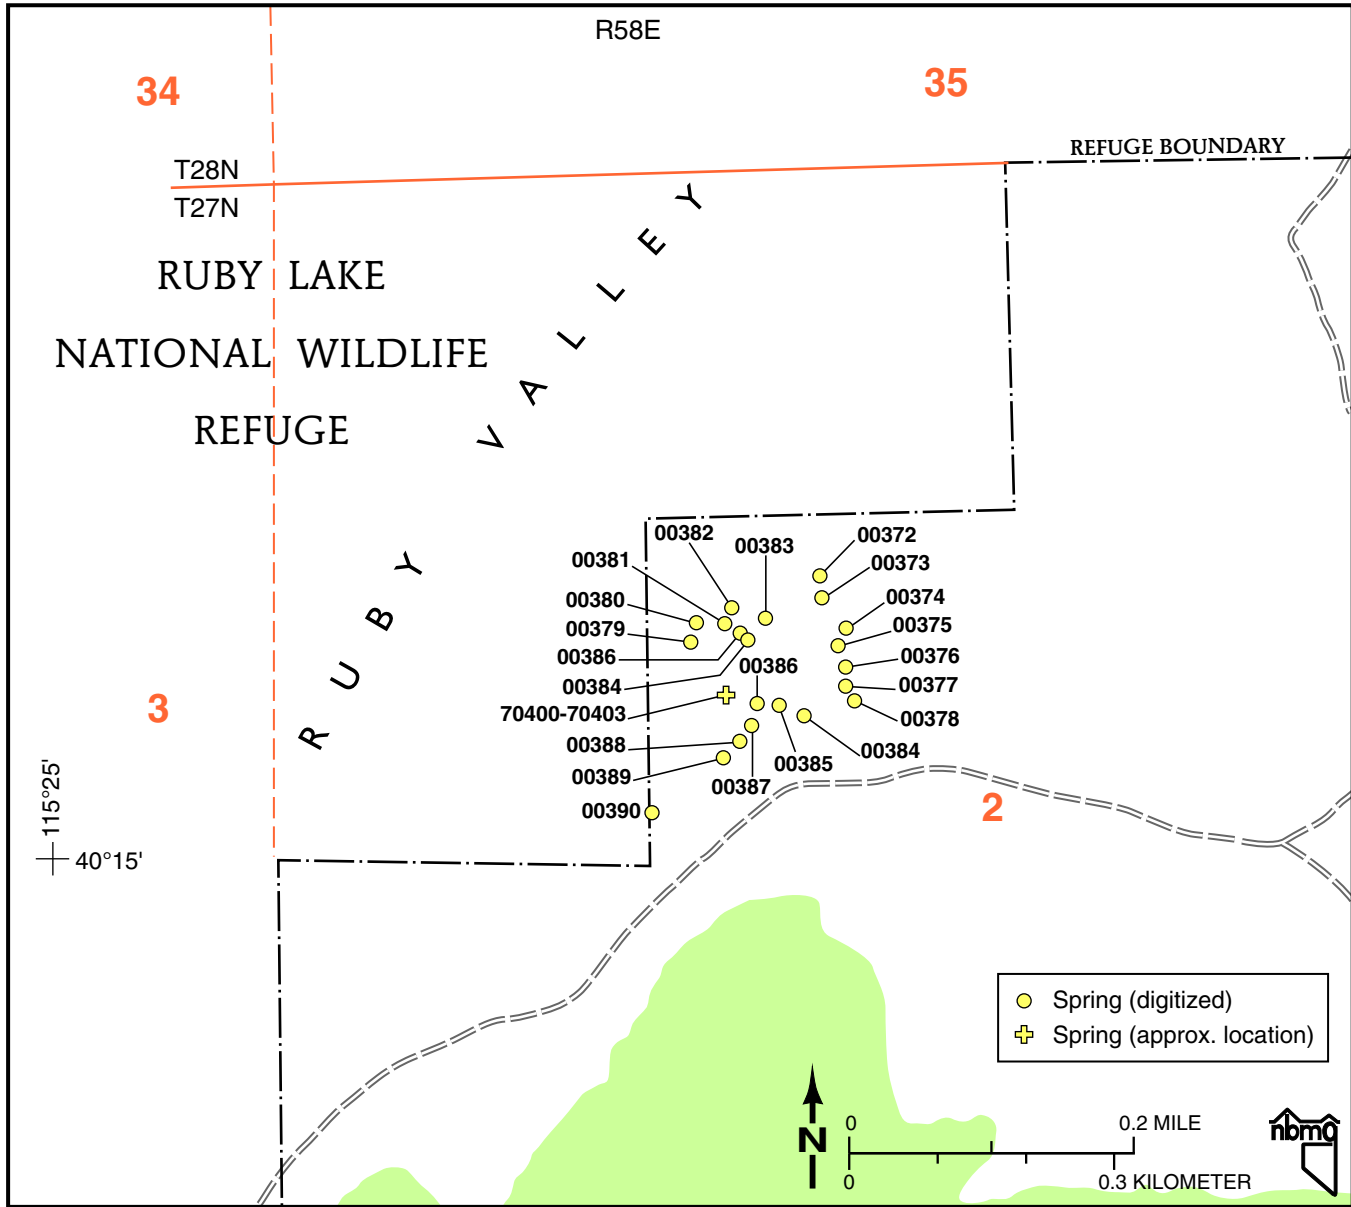 R58E
34
35
REFUGE BOUNDARY
T28N
T27N
RUBY LAKE
NATIONAL WILDLIFE
REFUGE
RUBY VALLEY
00382
00383
00372
00381
00373
00380
00374
00379
00375
00386
00386
00376
00384
00377
70400-70403
00378
00388
00384
00389
00385
00387
00390
3
2
115°25'
40°15'
Spring (digitized)
Spring (approx. location)
N
0
0.2 MILE
0
0.3 KILOMETER
nbmg